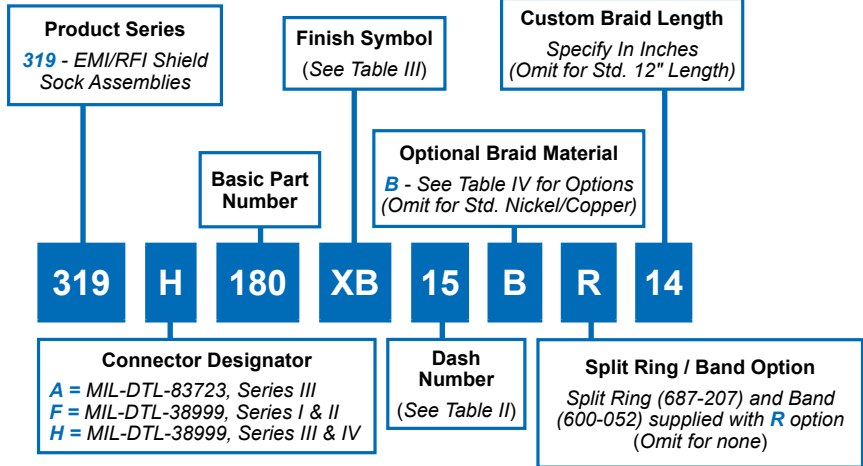 Product Series
319 - EMI/RFI Shield
Sock Assemblies
Finish Symbol
(See Table III)
Custom Braid Length
Specify In Inches
(Omit for Std. 12" Length)
Basic Part
Number
Optional Braid Material
B - See Table IV for Options
(Omit for Std. Nickel/Copper)
319 H 180 XB 15 B R 14
Connector Designator
A = MIL-DTL-83723, Series III
F = MIL-DTL-38999, Series I & II
H = MIL-DTL-38999, Series III & IV
Dash
Number
(See Table II)
Split Ring / Band Option
Split Ring (687-207) and Band
(600-052) supplied with R option
(Omit for none)